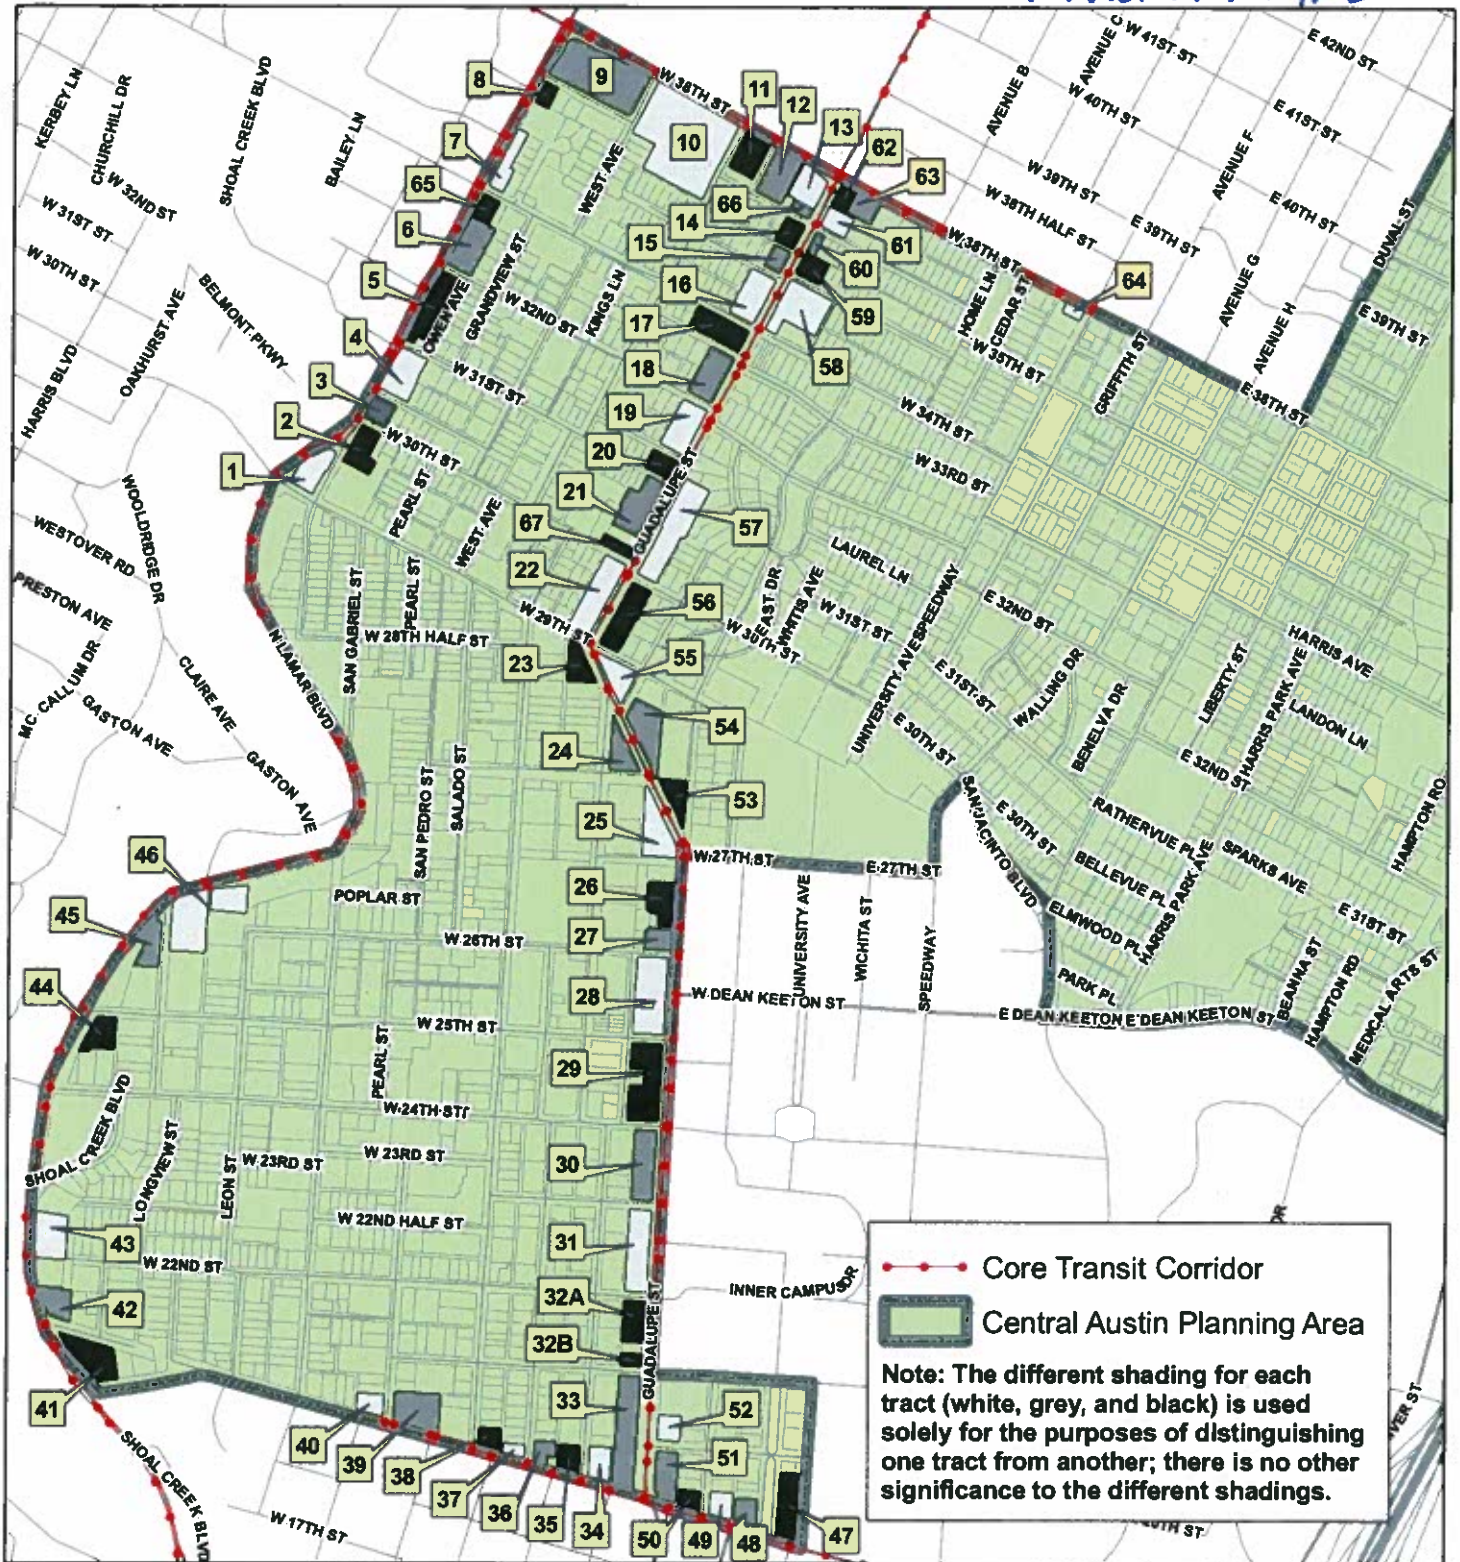 W 41ST ST
E 42ND ST
AVENUE C
AVENUE B
W 40TH ST
E 41ST ST
KERBEY LN
CHURCHILL DR
SHOAL CREEK BLVD
BAILEY LN
8
9
W 38TH ST
11
12
13
62
63
10
7
65
6
5
4
3
2
1
WEST AVE
66
14
15
16
17
18
19
20
21
67
22
61
60
59
58
64
AVENUE F
W 39TH ST
E 40TH ST
W 38TH HALF ST
E 39TH ST
W 38TH ST
AVENUE G
AVENUE H
DUVAL ST
E 39TH ST
E 38TH ST
W 32ND ST
W 31ST ST
W 30TH ST
BELMONT PKWY
OAKHURST AVE
HARRIS BLVD
OWEN AVE
GRANDVIEW ST
W 32ND ST
KINGS LN
W 31ST ST
W 30TH ST
HOME LN
CEDAR ST
W 35TH ST
GRIFFITH ST
W 34TH ST
W 33RD ST
WOOLDRIDGE DR
WESTOVER RD
PRESTON AVE
MC CALLUM DR
CLAIRE AVE
GASTON AVE
GASTON AVE
N LAMAR BLVD
SAN GABRIEL ST
PEARL ST
PEARL ST
WEST AVE
GUADALUPE ST
57
56
W 29TH ST
W 28TH HALF ST
23
55
54
24
53
25
LAUREL LN
EAST DR
WHITIS AVE
W 30TH ST
W 31ST ST
UNIVERSITY AVE
SPEEDWAY
E 32ND ST
E 31ST ST
E 30TH ST
WALLING DR
BENELVA DR
LIBERTY ST
HARRIS AVE
HARRIS PARK AVE
LANDON LN
E 32ND ST
HAMPTON RD
SAN JACINTO BLVD
E 30TH ST
RATHERVUE PL
BELLEVUE PL
SPARKS AVE
ELMWOOD PL
HARRIS PARK AVE
E 31ST ST
PARK PL
BEANNA ST
HAMPTON RD
MEDICAL ARTS ST
SAN PEDRO ST
SALADO ST
W 27TH ST
E 27TH ST
46
45
44
POPLAR ST
W 26TH ST
26
27
28
UNIVERSITY AVE
WICHITA ST
SPEEDWAY
W DEAN KEETON ST
E DEAN KEETON
E DEAN KEETON ST
W 25TH ST
PEARL ST
29
W 24TH ST
SHOAL CREEK BLVD
LONGVIEW ST
LEON ST
W 23RD ST
W 23RD ST
30
W 22ND HALF ST
31
43
W 22ND ST
42
32A
32B
GUADALUPE ST
INNER CAMPUS DR
41
33
52
51
40
39
38
37
36
35
34
50
49
48
47
SHOAL CREEK BLVD
W 17TH ST
Core Transit Corridor
Central Austin Planning Area
Note: The different shading for each
tract (white, grey, and black) is used
solely for the purposes of distinguishing
one tract from another; there is no other
significance to the different shadings.